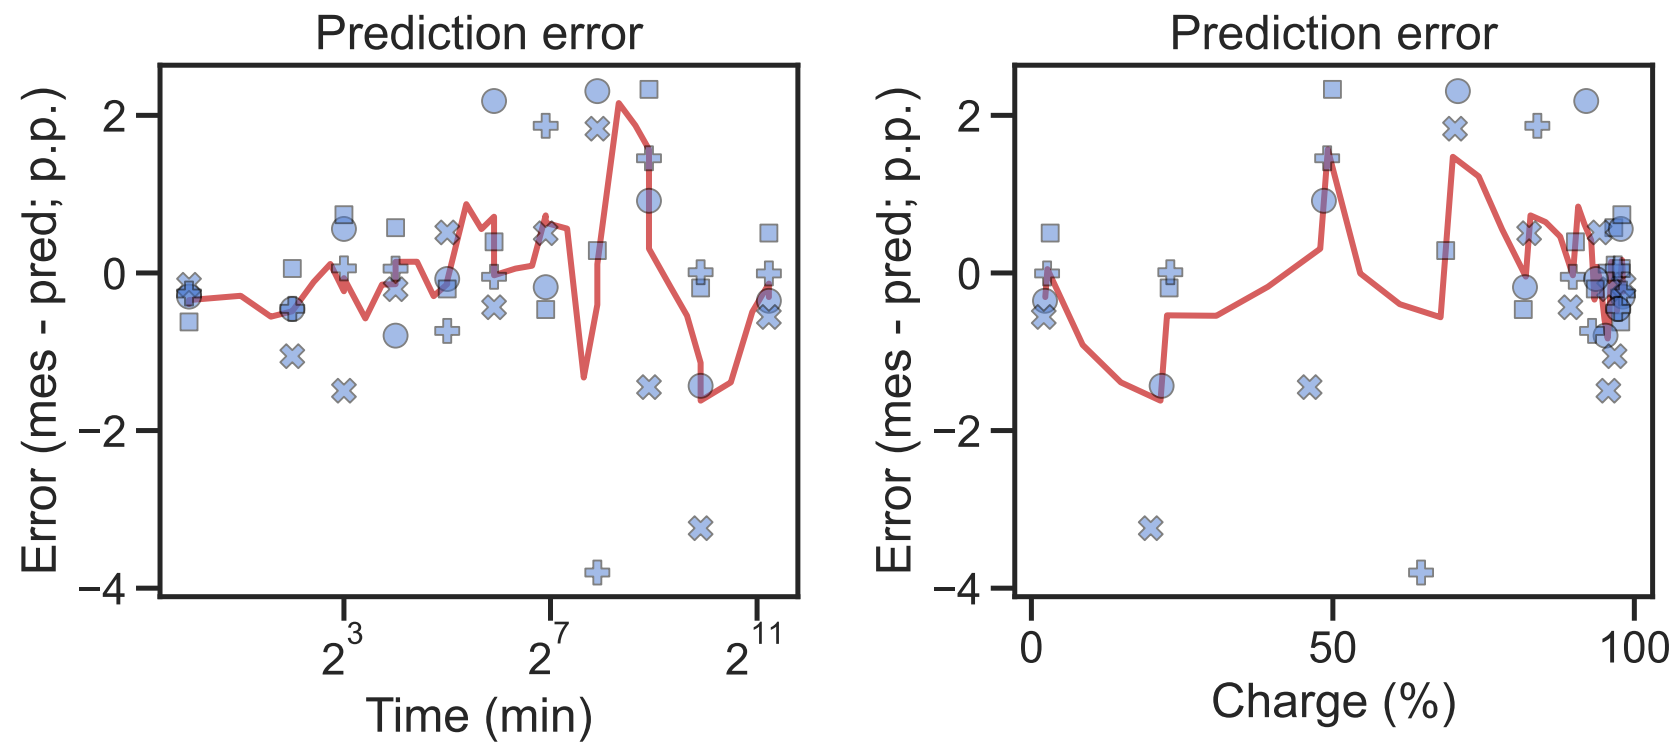 Prediction error
Error (mes - pred; p.p.)
2
0
−2
−4
2^3
2^7
2^11
Time (min)
Prediction error
Error (mes - pred; p.p.)
2
0
−2
−4
0
50
100
Charge (%)